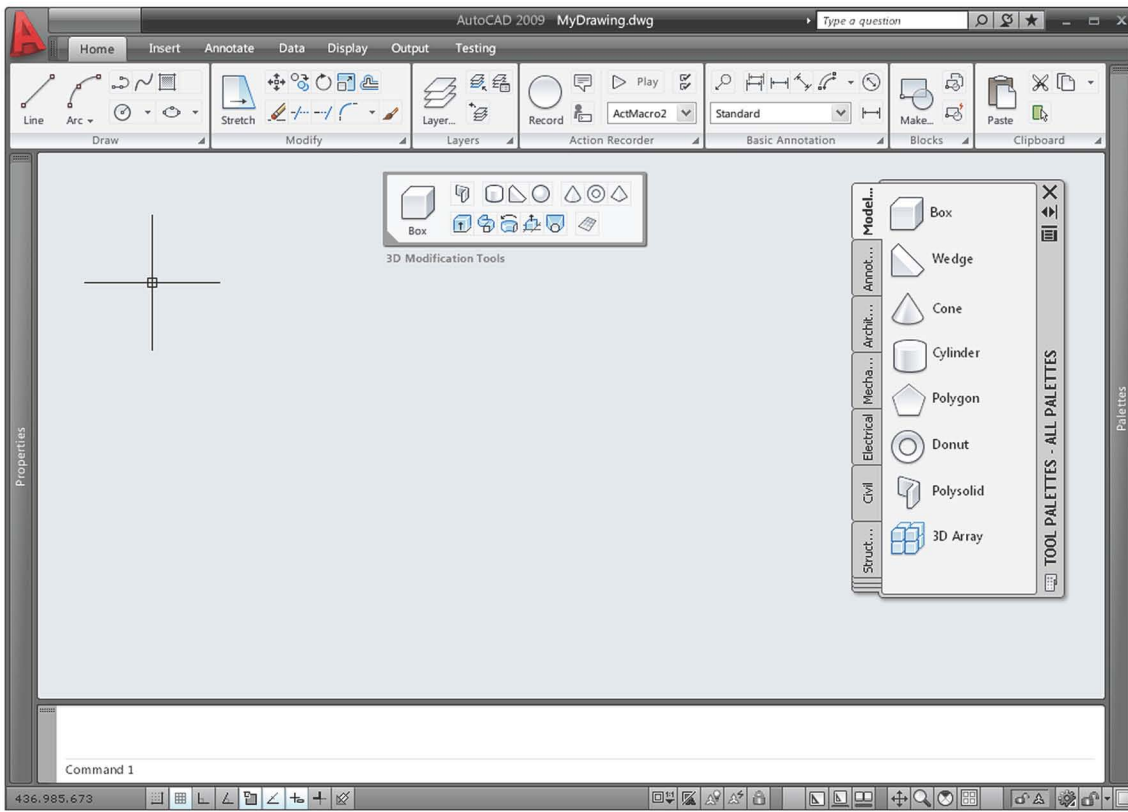 AutoCAD 2009 MyDrawing.dwg
Type a question
Home Insert Annotate Data Display Output Testing
Play
ActMacro2
Standard
Line Arc Stretch Layer... Record Make... Paste
Draw Modify Layers Action Recorder Basic Annotation Blocks Clipboard
Box
3D Modification Tools
Properties
Model...
Annot...
Archit...
Mecha...
Electrical
Civil
Struct...
Box
Wedge
Cone
Cylinder
Polygon
Donut
Polysolid
3D Array
TOOL PALETTES - ALL PALETTES
Palettes
Command 1
436.985.673